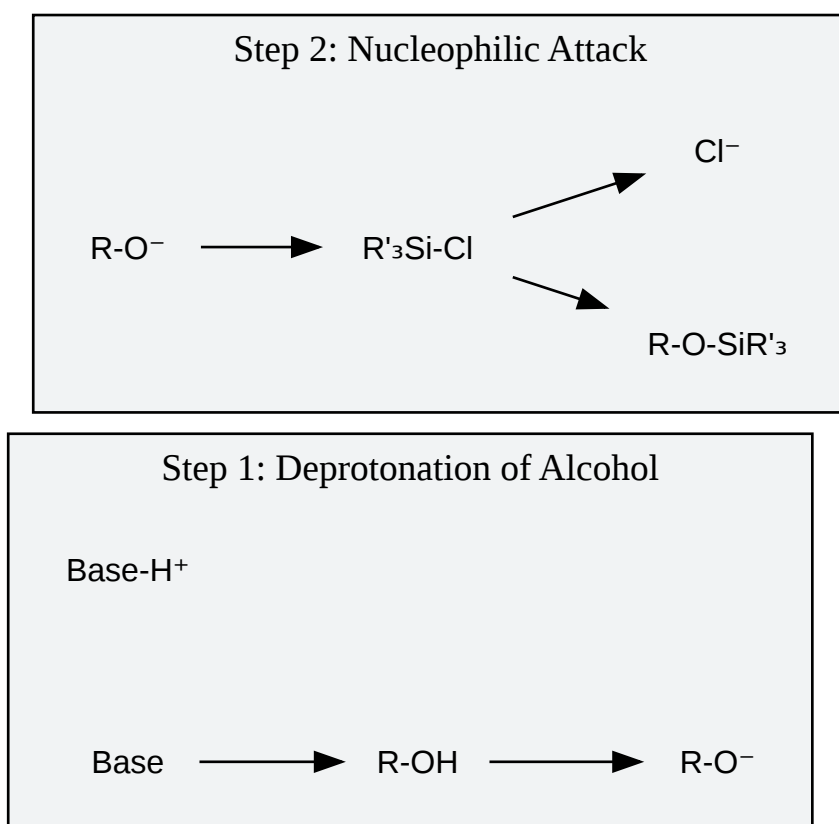 Step 2: Nucleophilic Attack
Cl⁻
R-O⁻
R'₃Si-Cl
R-O-SiR'₃
Step 1: Deprotonation of Alcohol
Base-H⁺
Base
R-OH
R-O⁻